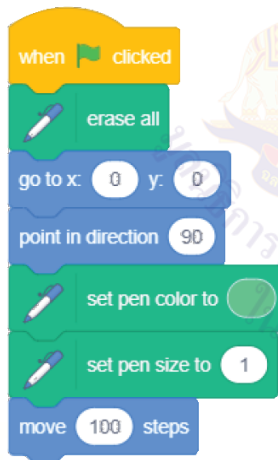 when clicked
erase all
go to x: 0 y: 0
point in direction 90
set pen color to
set pen size to 1
move 100 steps